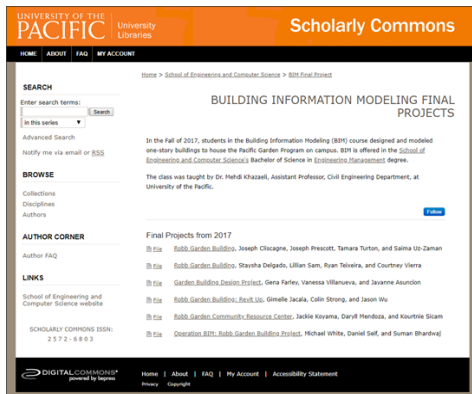 UNIVERSITY OF THE
PACIFIC
University
Libraries
Scholarly Commons
HOME ABOUT FAQ MY ACCOUNT
Home > School of Engineering and Computer Science > BIM Final Project
SEARCH
Enter search terms:
Search
in this series ▼
Advanced Search
Notify me via email or RSS
BROWSE
Collections
Disciplines
Authors
AUTHOR CORNER
Author FAQ
LINKS
School of Engineering and
Computer Science website
SCHOLARLY COMMONS ISSN:
2572-6803
BUILDING INFORMATION MODELING FINAL
PROJECTS
In the Fall of 2017, students in the Building Information Modeling (BIM) course designed and modeled
one-story buildings to house the Pacific Garden Program on campus. BIM is offered in the School of
Engineering and Computer Science's Bachelor of Science in Engineering Management degree.
The class was taught by Dr. Mehdi Khazaeli, Assistant Professor, Civil Engineering Department, at
University of the Pacific.
Follow
Final Projects from 2017
File Robb Garden Building, Joseph Cliocagne, Joseph Prescott, Tamara Turton, and Saima Uz-Zaman
File Robb Garden Building, Staysha Delgado, Lillian Sam, Ryan Teixeira, and Courtney Vierra
File Garden Building Design Project, Gena Farley, Vanessa Villanueva, and Jayanne Asuncion
File Robb Garden Building: Revit Up, Gimelle Jacala, Colin Strong, and Jason Wu
File Robb Garden Community Resource Center, Jackie Koyama, Daryll Mendoza, and Kourtnie Sicam
File Operation BIM: Robb Garden Building Project, Michael White, Daniel Self, and Suman Bhardwaj
DIGITALCOMMONS
powered by bepress
Home | About | FAQ | My Account | Accessibility Statement
Privacy Copyright